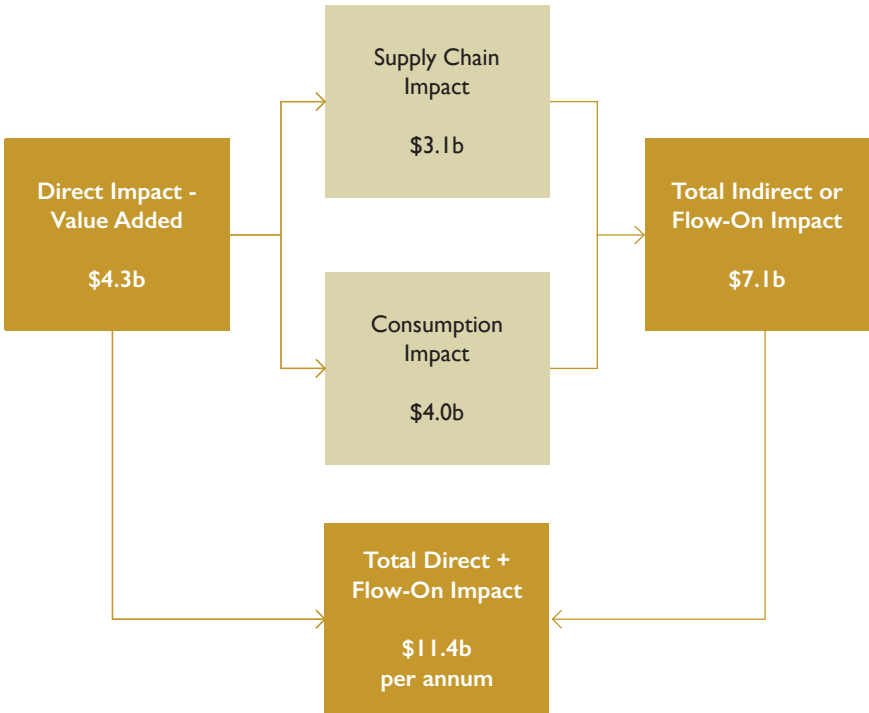 Supply Chain
Impact
$3.1b
Direct Impact -
Value Added
$4.3b
Total Indirect or
Flow-On Impact
$7.1b
Consumption
Impact
$4.0b
Total Direct +
Flow-On Impact
$11.4b
per annum